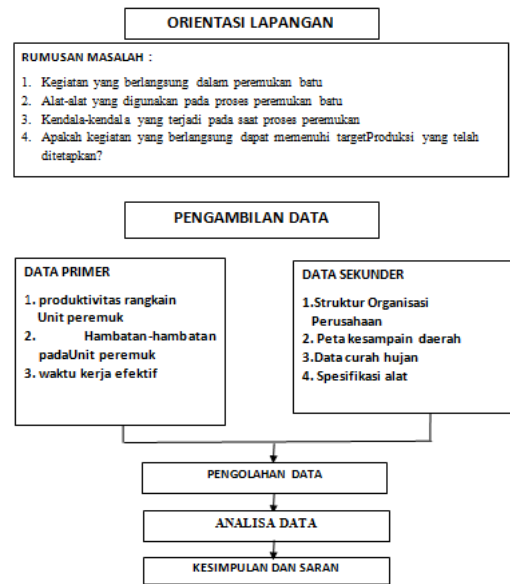 ORIENTASI LAPANGAN
RUMUSAN MASALAH :
1. Kegiatan yang berlangsung dalam peremukan batu
2. Alat-alat yang digunakan pada proses peremukan batu
3. Kendala-kendala yang terjadi pada saat proses peremukan
4. Apakah kegiatan yang berlangsung dapat memenuhi targetProduksi yang telah
ditetapkan?
PENGAMBILAN DATA
DATA PRIMER
1. produktivitas rangkain
Unit peremuk
2. Hambatan-hambatan
padaUnit peremuk
3. waktu kerja efektif
DATA SEKUNDER
1.Struktur Organisasi
Perusahaan
2. Peta kesampain daerah
3.Data curah hujan
4. Spesifikasi alat
PENGOLAHAN DATA
ANALISA DATA
KESIMPULAN DAN SARAN